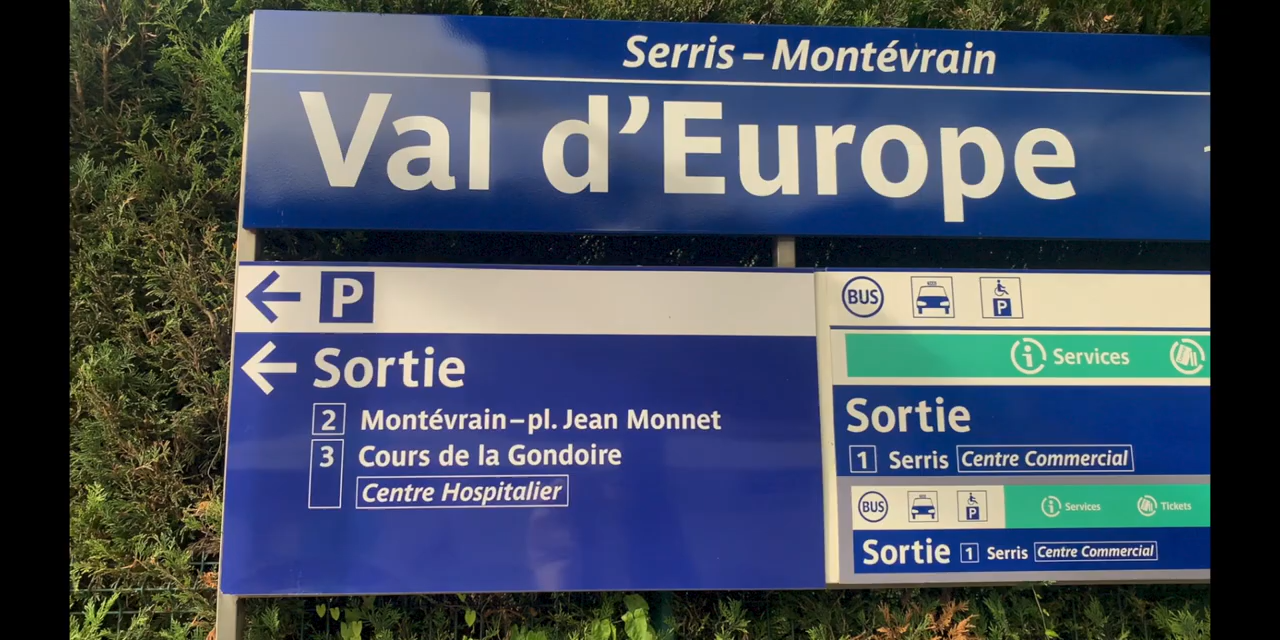 Serris – Montévrain
Val d'Europe
P
Sortie
2 Montévrain – pl. Jean Monnet
3 Cours de la Gondoire
Centre Hospitalier
BUS P
Services
Sortie
1 Serris Centre Commercial
BUS P Services Tickets
Sortie 1 Serris Centre Commercial